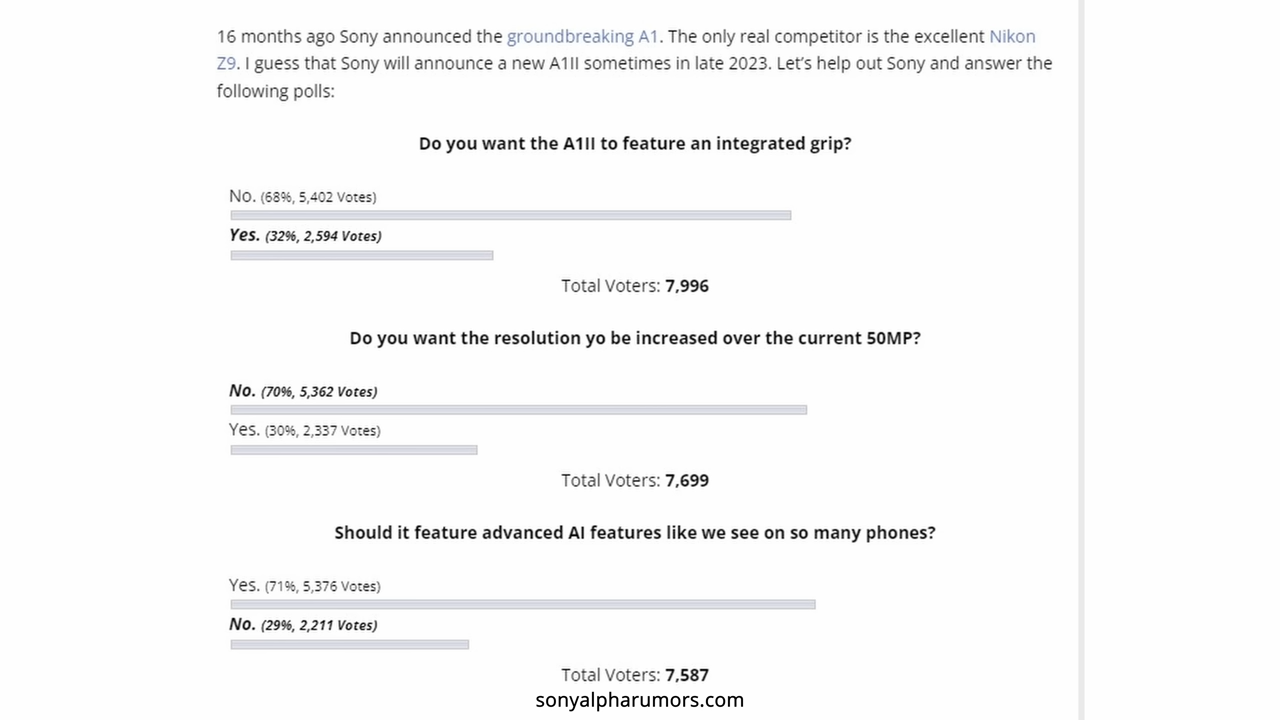 16 months ago Sony announced the groundbreaking A1. The only real competitor is the excellent Nikon
Z9. I guess that Sony will announce a new A1II sometimes in late 2023. Let’s help out Sony and answer the
following polls:
Do you want the A1II to feature an integrated grip?
No. (68%, 5,402 Votes)
Yes. (32%, 2,594 Votes)
Total Voters: 7,996
Do you want the resolution yo be increased over the current 50MP?
No. (70%, 5,362 Votes)
Yes. (30%, 2,337 Votes)
Total Voters: 7,699
Should it feature advanced AI features like we see on so many phones?
Yes. (71%, 5,376 Votes)
No. (29%, 2,211 Votes)
Total Voters: 7,587
sonyalpharumors.com